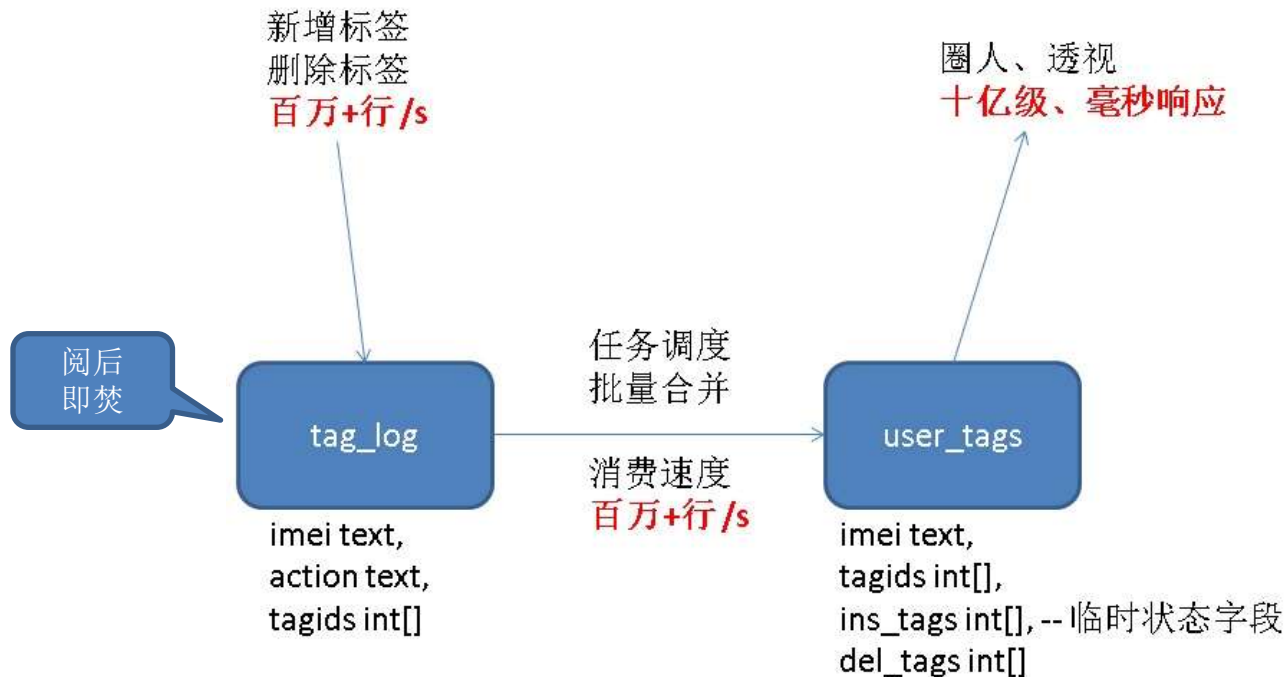 新增标签
删除标签
百万+行/s
圈人、透视
十亿级、毫秒响应
阅后
即焚
tag_log
任务调度
批量合并
消费速度
百万+行/s
user_tags
imei text,
action text,
tagids int[]
imei text,
tagids int[],
ins_tags int[], -- 临时状态字段
del_tags int[]